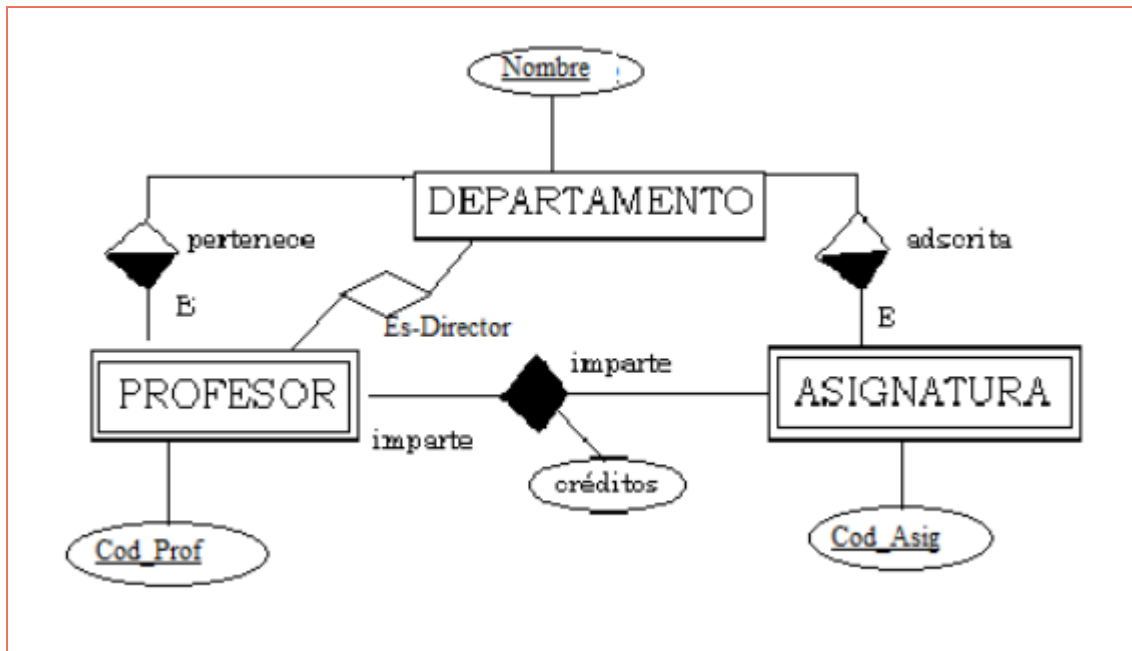 Nombre
DEPARTAMENTO
pertenece
adscrita
E
E
Es-Director
imparte
PROFESOR
ASIGNATURA
imparte
créditos
Cod_Prof
Cod_Asig